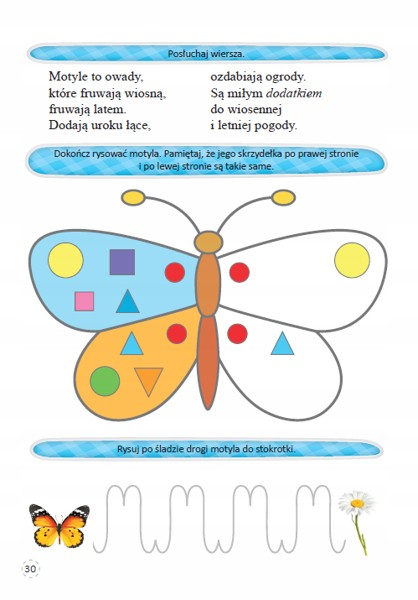 Posłuchaj wiersza.
Motyle to owady,
które fruwają wiosną,
fruwają latem.
Dodają uroku łące,
ozdabiają ogrody.
Są miłym dodatkiem
do wiosennej
i letniej pogody.
Dokończ rysować motyla. Pamiętaj, że jego skrzydełka po prawej stronie
i po lewej stronie są takie same.
Rysuj po śladzie drogi motyla do stokrotki.
30